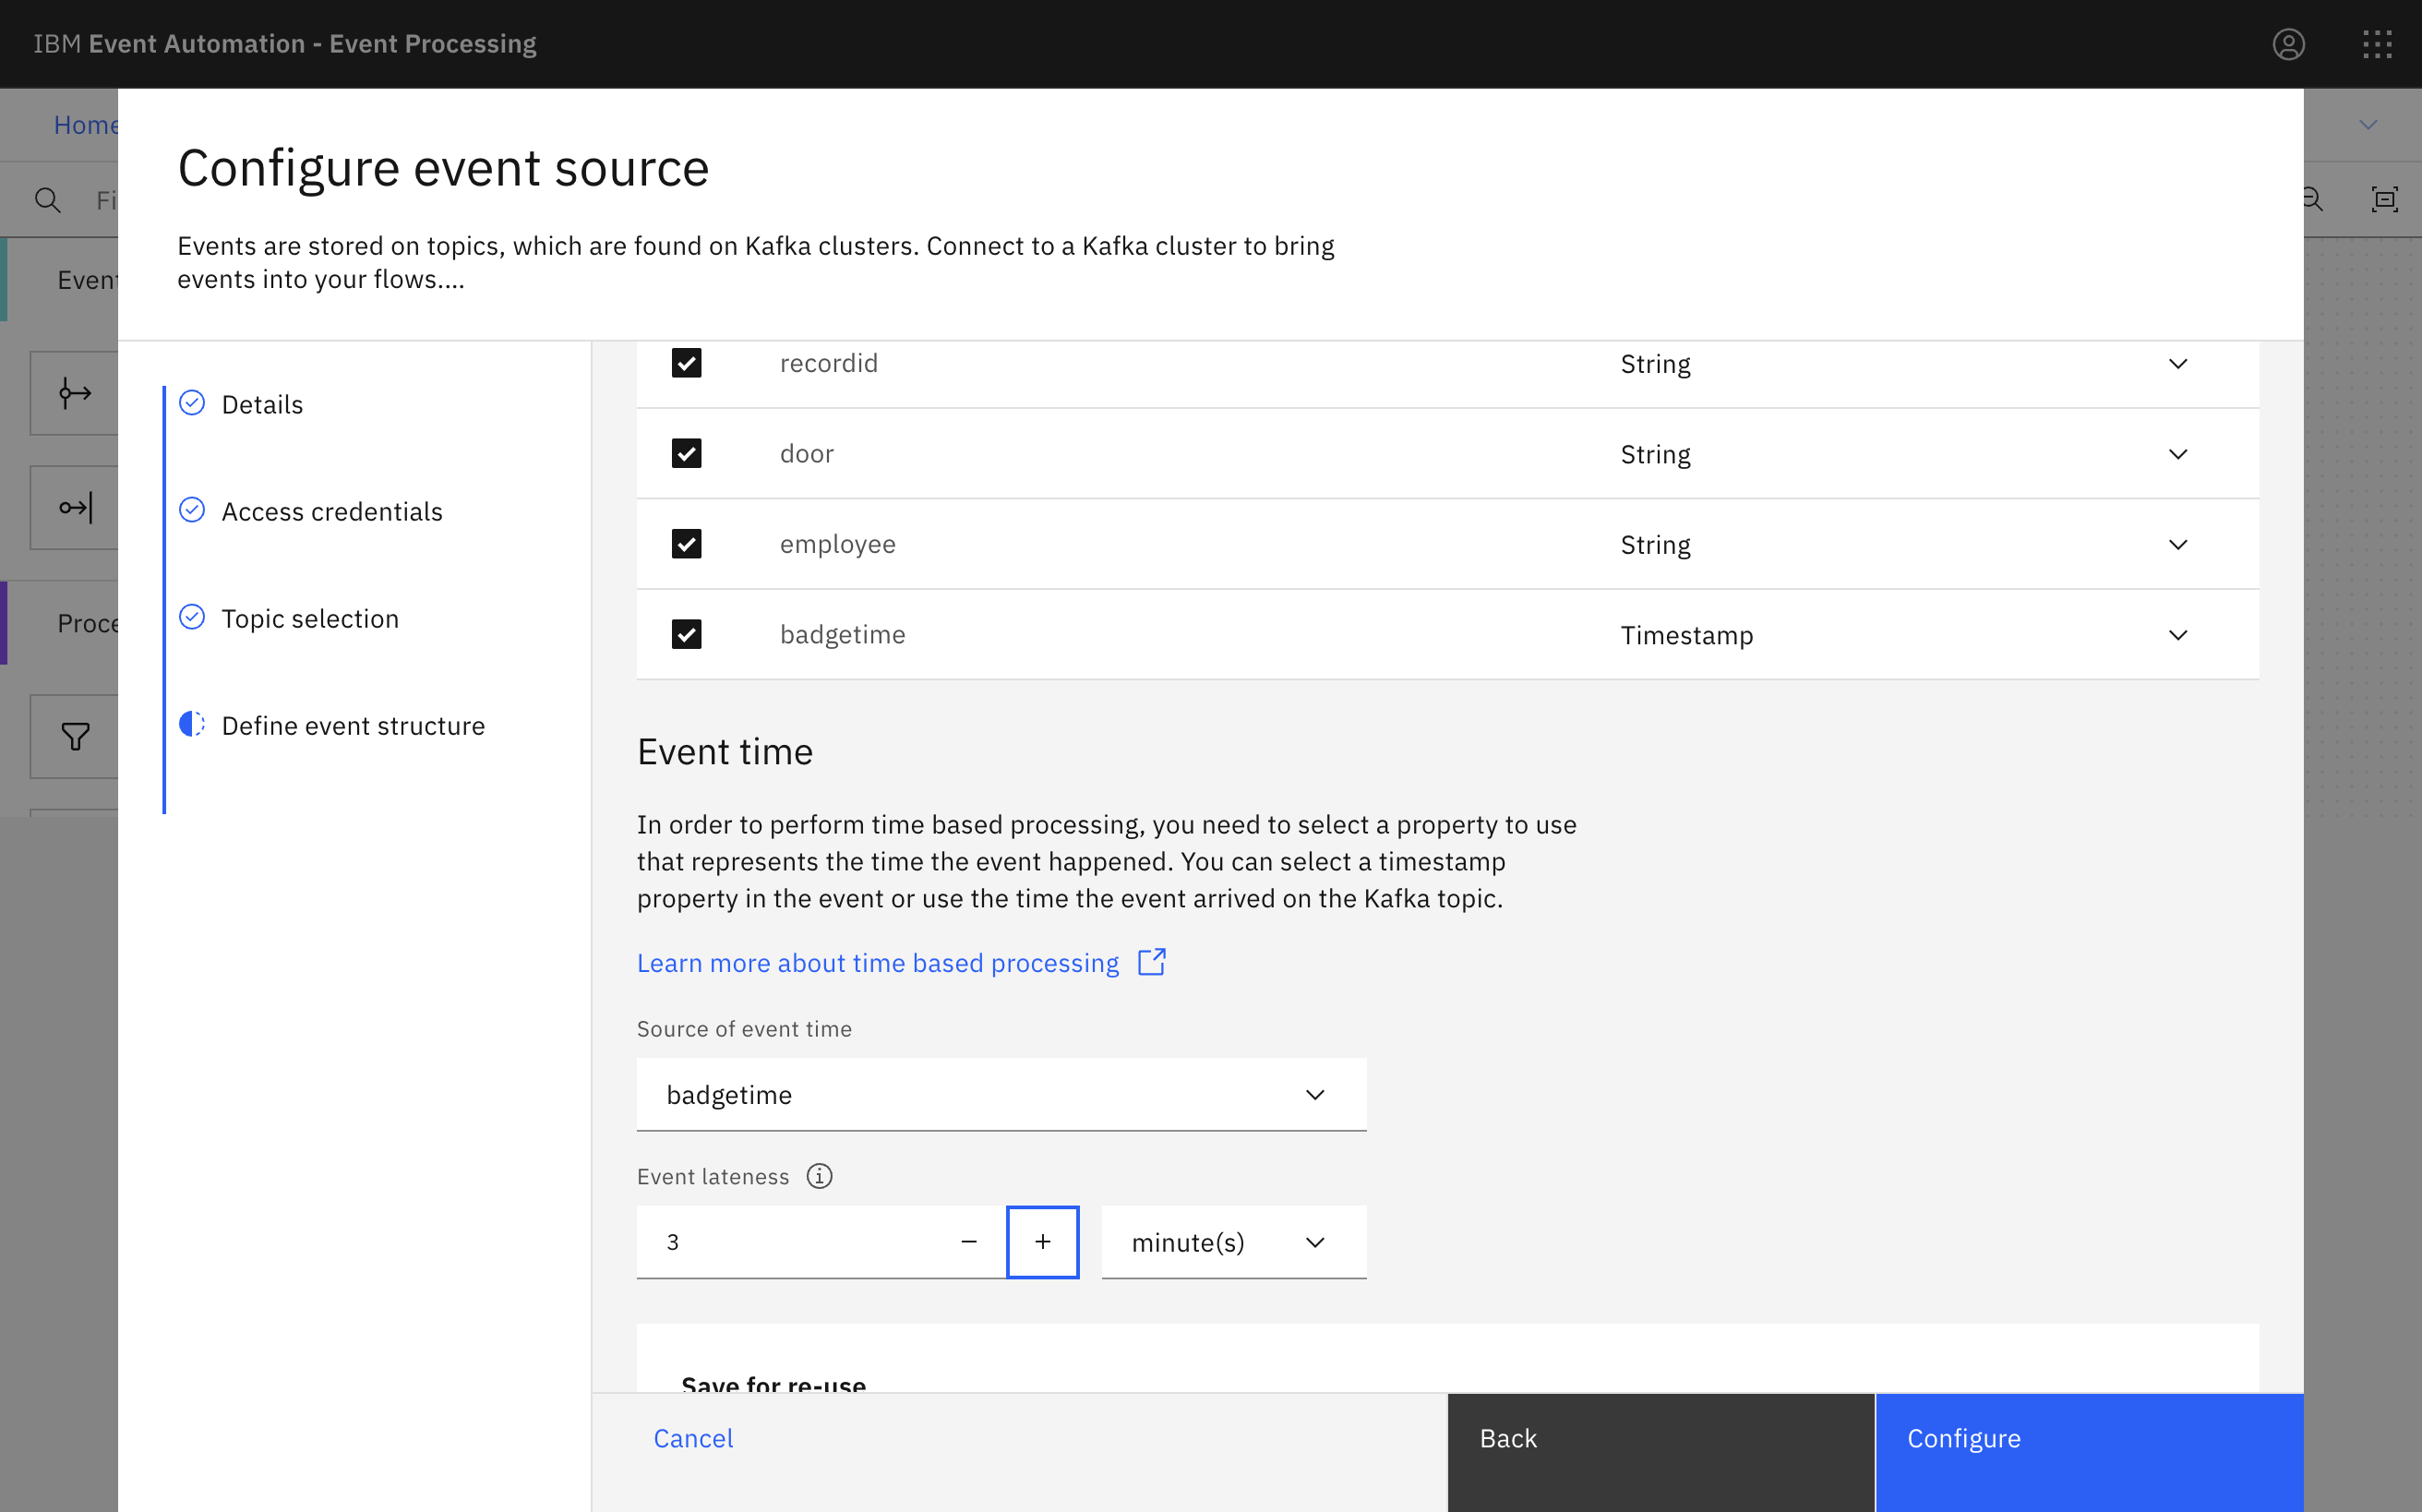 IBM Event Automation - Event Processing
Home
Configure event source
Events are stored on topics, which are found on Kafka clusters. Connect to a Kafka cluster to bring
events into your flows....
Details
Access credentials
Topic selection
Define event structure
recordid String
door String
employee String
badgetime Timestamp
Event time
In order to perform time based processing, you need to select a property to use
that represents the time the event happened. You can select a timestamp
property in the event or use the time the event arrived on the Kafka topic.
Learn more about time based processing
Source of event time
badgetime
Event lateness
3 minute(s)
Save for re-use
Cancel
Back
Configure